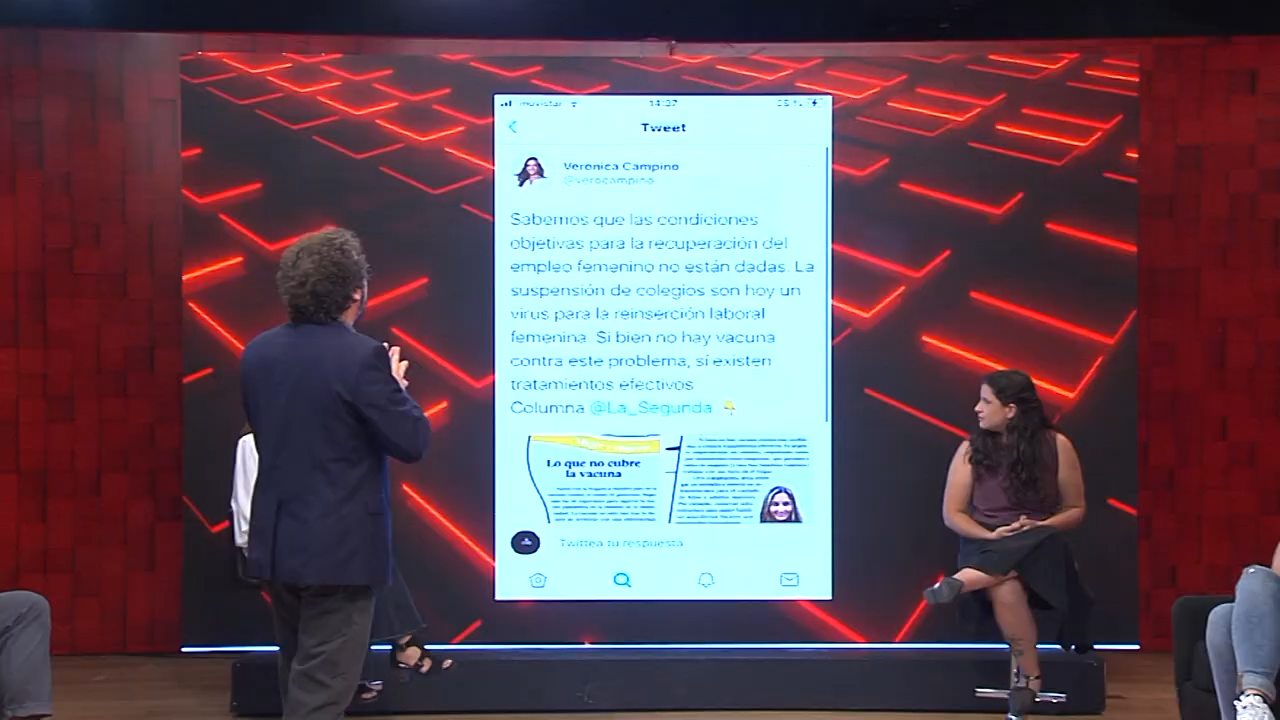 movistar 14:27 25 %
Tweet
Veronica Campino
@verocampino
Sabemos que las condiciones
objetivas para la recuperación del
empleo femenino no están dadas. La
suspensión de colegios son hoy un
virus para la reinserción laboral
femenina. Si bien no hay vacuna
contra este problema, sí existen
tratamientos efectivos
Columna @La_Segunda 👇
Lo que no cubre
la vacuna
Twittea tu respuesta